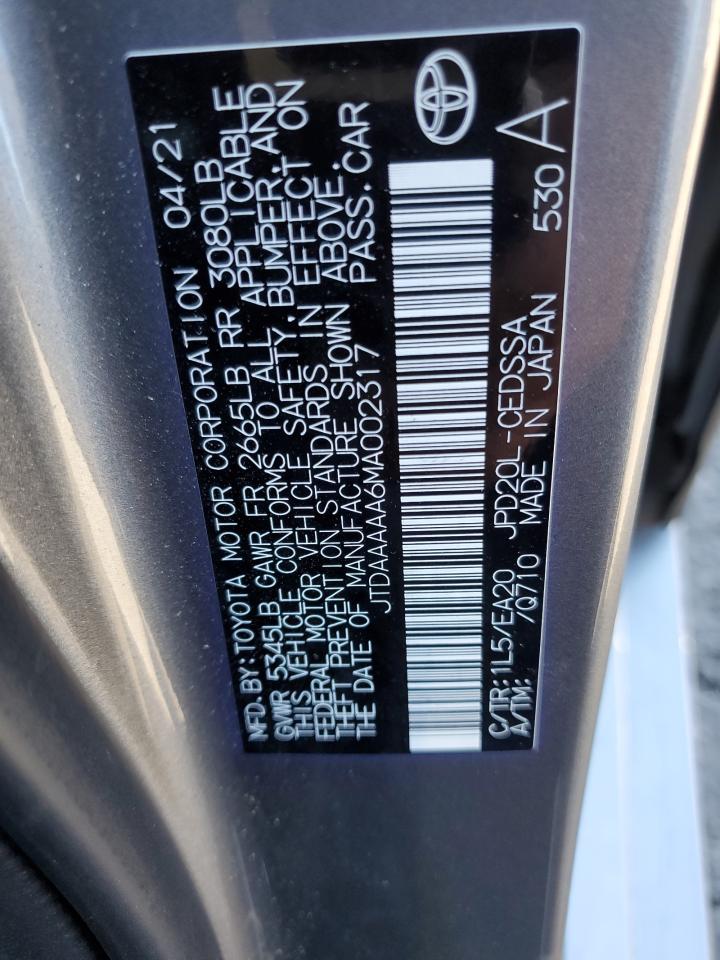 MFD. BY: TOYOTA MOTOR CORPORATION 04/21
GVWR 5345LB GAWR FR 2665LB RR 3080LB
THIS VEHICLE CONFORMS TO ALL APPLICABLE
FEDERAL MOTOR VEHICLE SAFETY, BUMPER, AND
THEFT PREVENTION STANDARDS IN EFFECT ON
THE DATE OF MANUFACTURE SHOWN ABOVE.
JTDAAAAA6MA002317 PASS. CAR
C/TR: 1L5/EA20 JPD20L-CEDSSA
A/TM: /Q710 MADE IN JAPAN 530 A